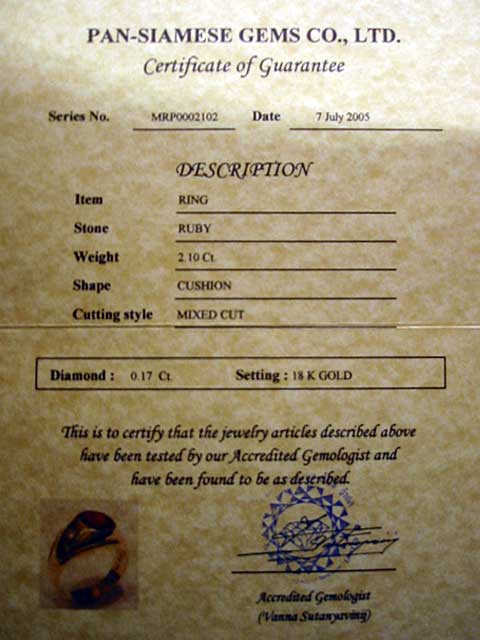 PAN-SIAMESE GEMS CO., LTD.
Certificate of Guarantee
Series No. MRP0002102 Date 7 July 2005
DESCRIPTION
Item RING
Stone RUBY
Weight 2.10 Ct.
Shape CUSHION
Cutting style MIXED CUT
Diamond : 0.17 Ct. Setting : 18 K GOLD
This is to certify that the jewelry articles described above
have been tested by our Accredited Gemologist and
have been found to be as described.
Accredited Gemologist
(Vanna Sutanyavinij)